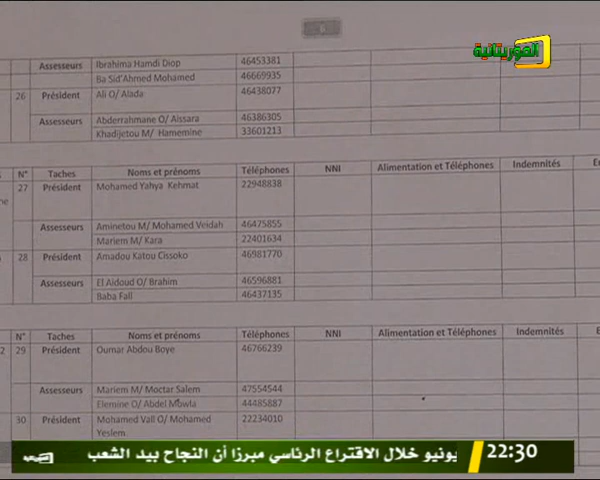 الموريتانية
Assesseurs Ibrahima Hamdi Diop 46453381
Ba Sid'Ahmed Mohamed 46669935
26 Président Ali O/ Alada 46438077
Assesseurs Abderrahmane O/ Aissara 46386305
Khadijetou M/ Hamemine 33601213
N° Taches Noms et prénoms Téléphones NNI Alimentation et Téléphones Indemnités
27 Président Mohamed Yahya Kehmat 22948838
Assesseurs Aminetou M/ Mohamed Veidah 46475855
Mariem M/ Kara 22401634
28 Président Amadou Katou Cissoko 46981770
Assesseurs El Aidoud O/ Brahim 46596881
Baba Fall 46437135
N° Taches Noms et prénoms Téléphones NNI Alimentation et Téléphones Indemnités
29 Président Oumar Abdou Boye 46766239
Assesseurs Mariem M/ Moctar Salem 47554544
Elemine O/ Abdel Mowla 44485887
30 Président Mohamed Vall O/ Mohamed 22234010
Yeslem
يونيو خلال الاقتراع الرئاسي مبرزا أن النجاح بيد الشعب 22:30